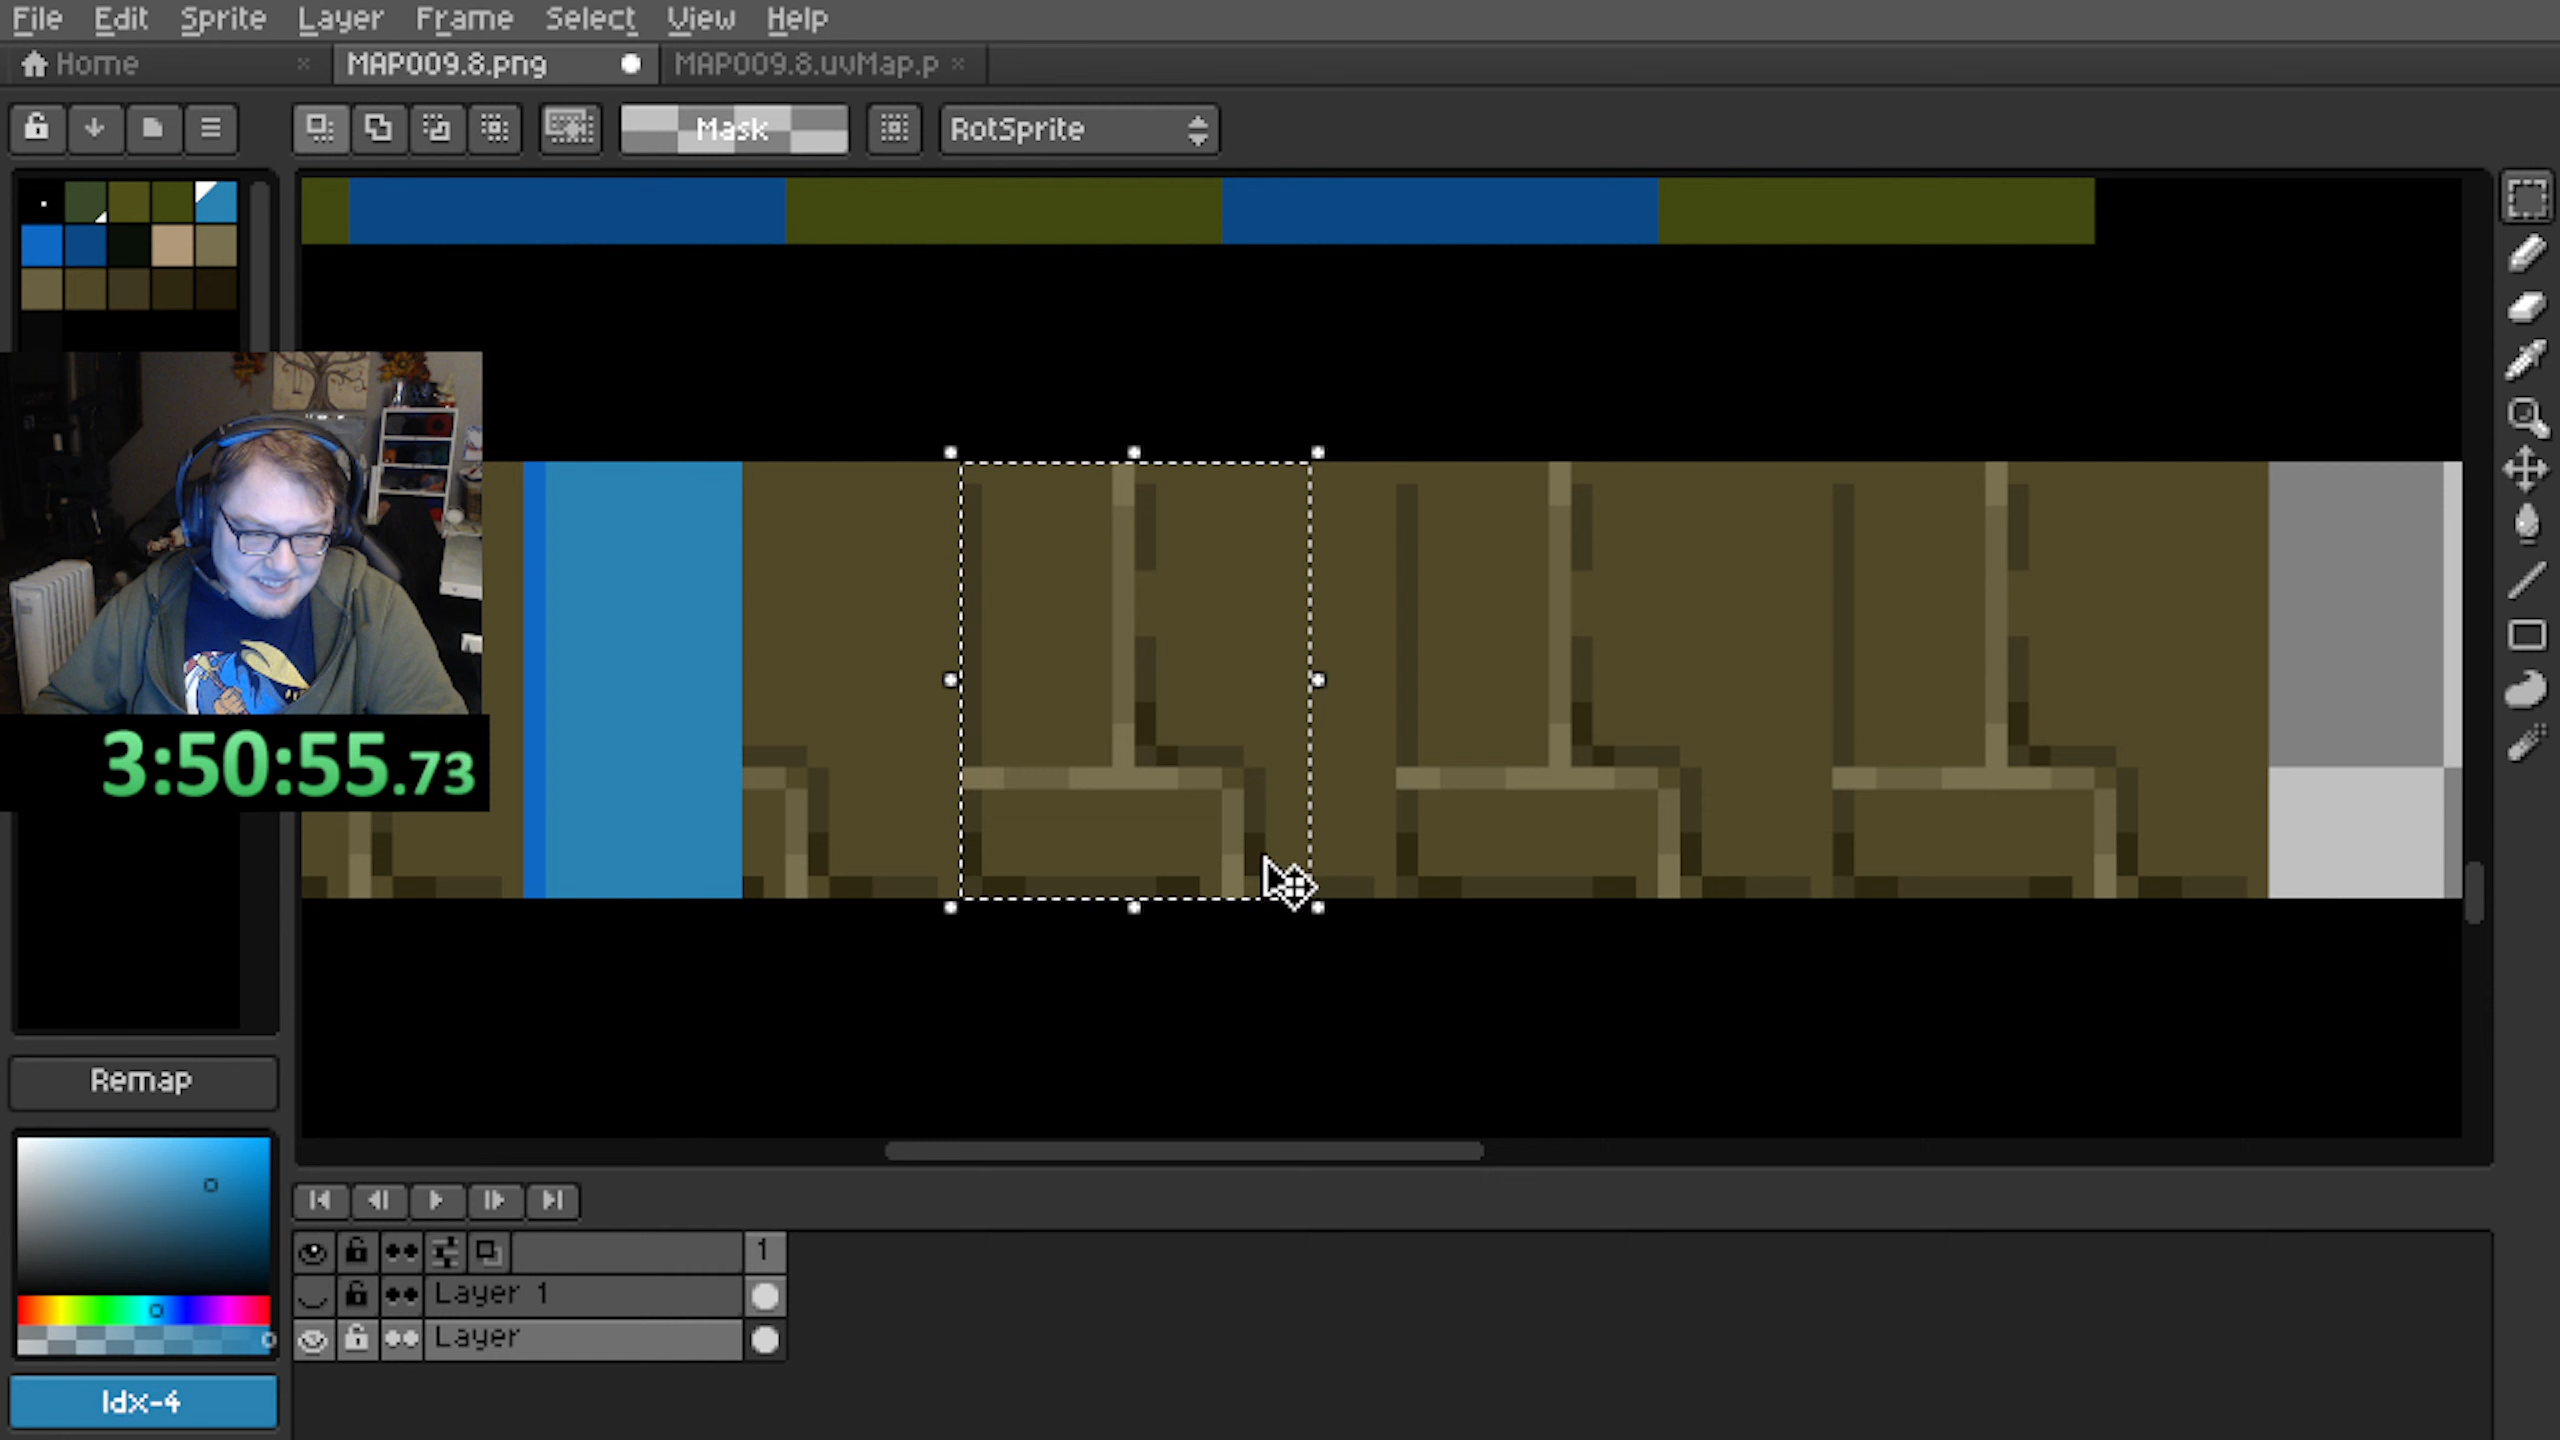 File Edit Sprite Layer Frame Select View Help
Home MAP009.8.png MAP009.8.uvMap.p
Mask RotSprite
3:50:55.73
Remap
1
Layer 1
Layer
Idx-4